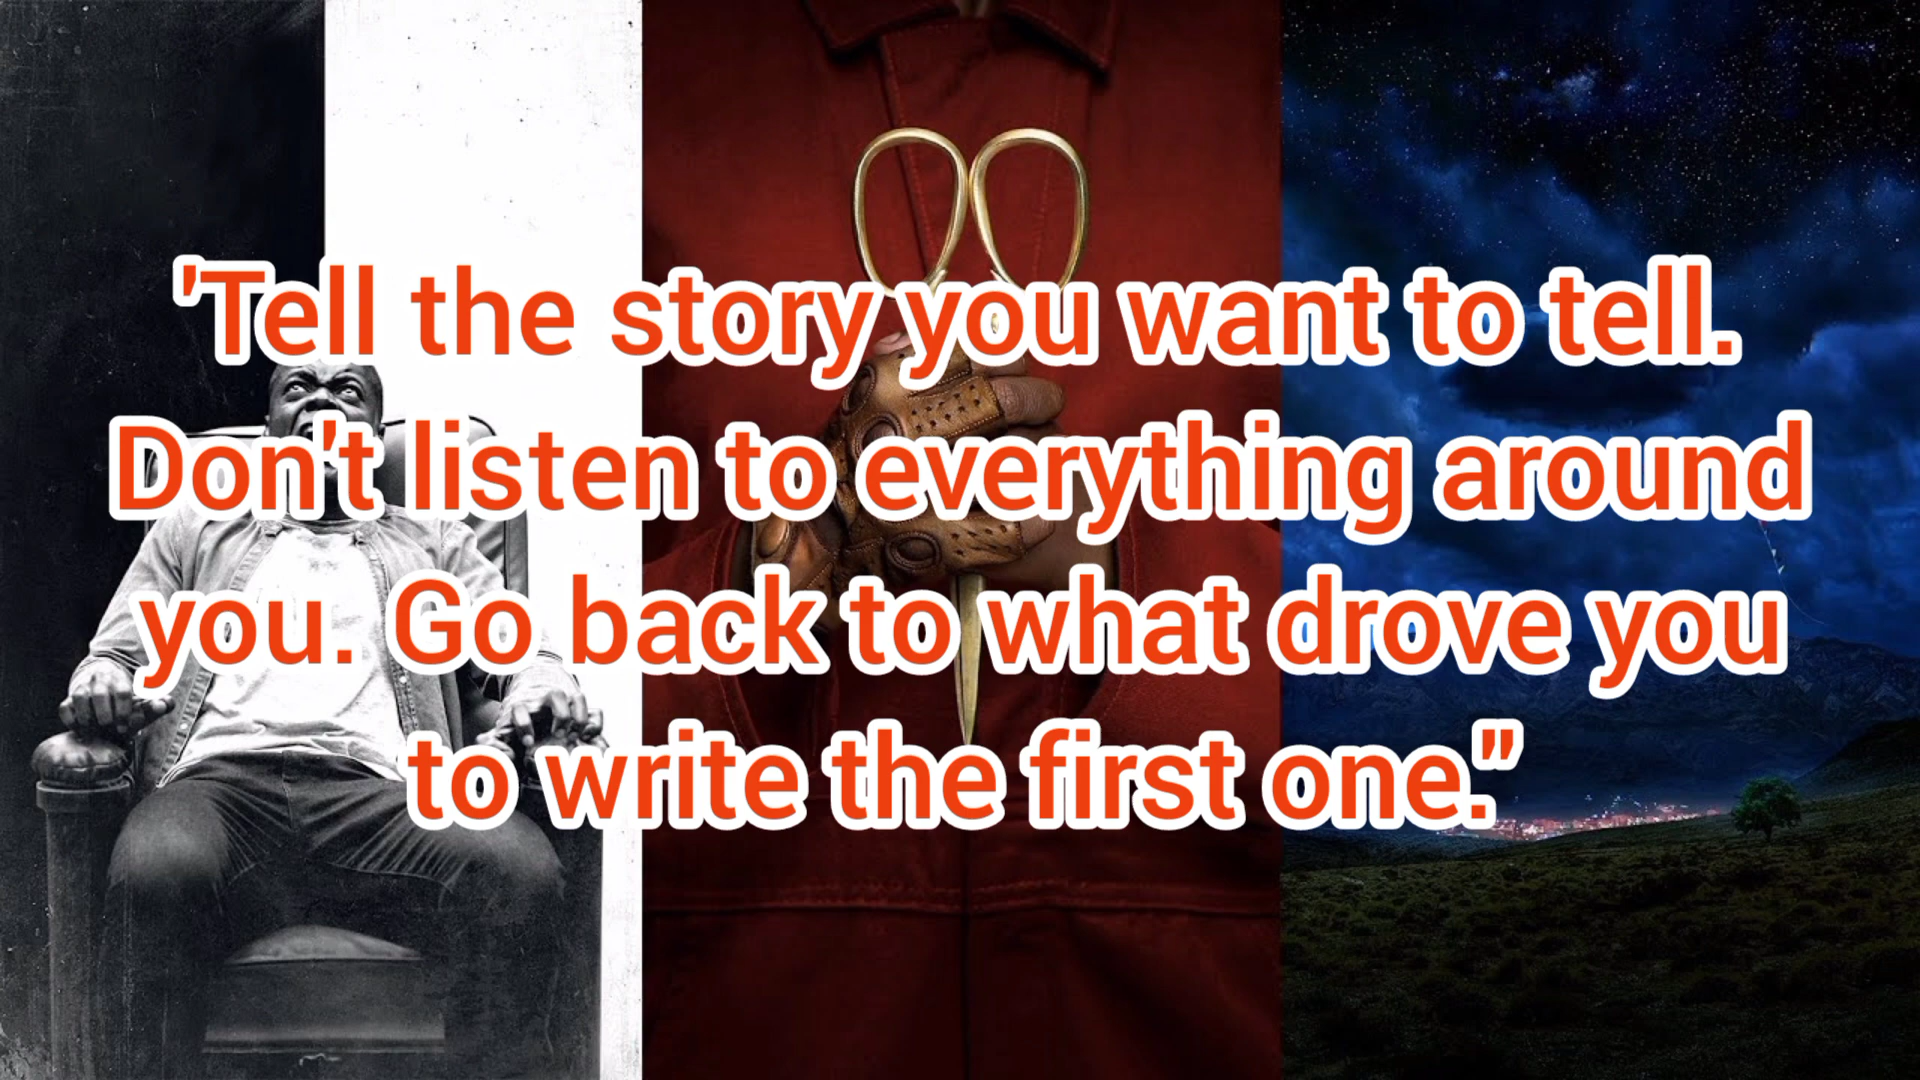 'Tell the story you want to tell.
Don't listen to everything around
you. Go back to what drove you
to write the first one."